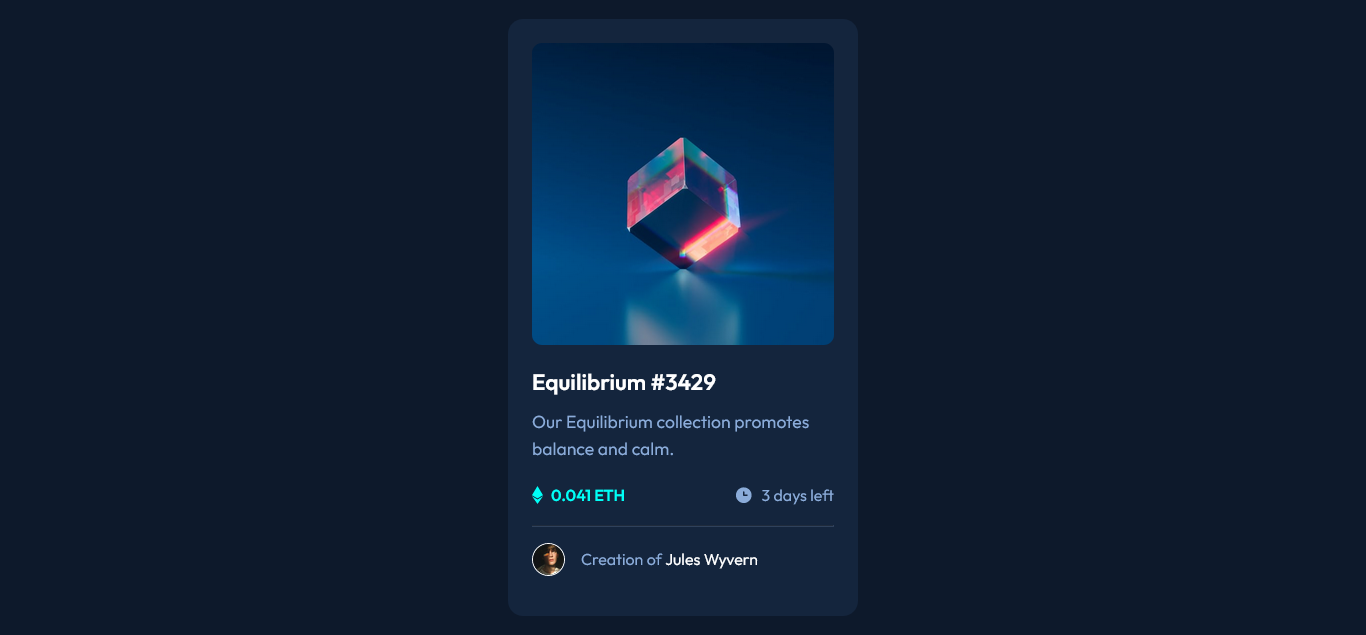 Equilibrium #3429
Our Equilibrium collection promotes
balance and calm.
0.041 ETH
3 days left
Creation of Jules Wyvern